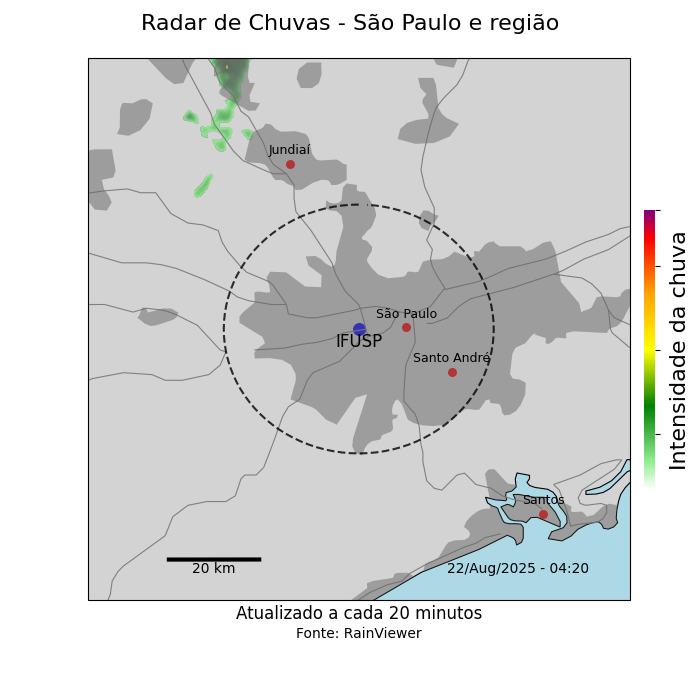 Radar de Chuvas - São Paulo e região
Jundiaí
São Paulo
IFUSP
Santo André
Santos
20 km
22/Aug/2025 - 04:20
Intensidade da chuva
Atualizado a cada 20 minutos
Fonte: RainViewer